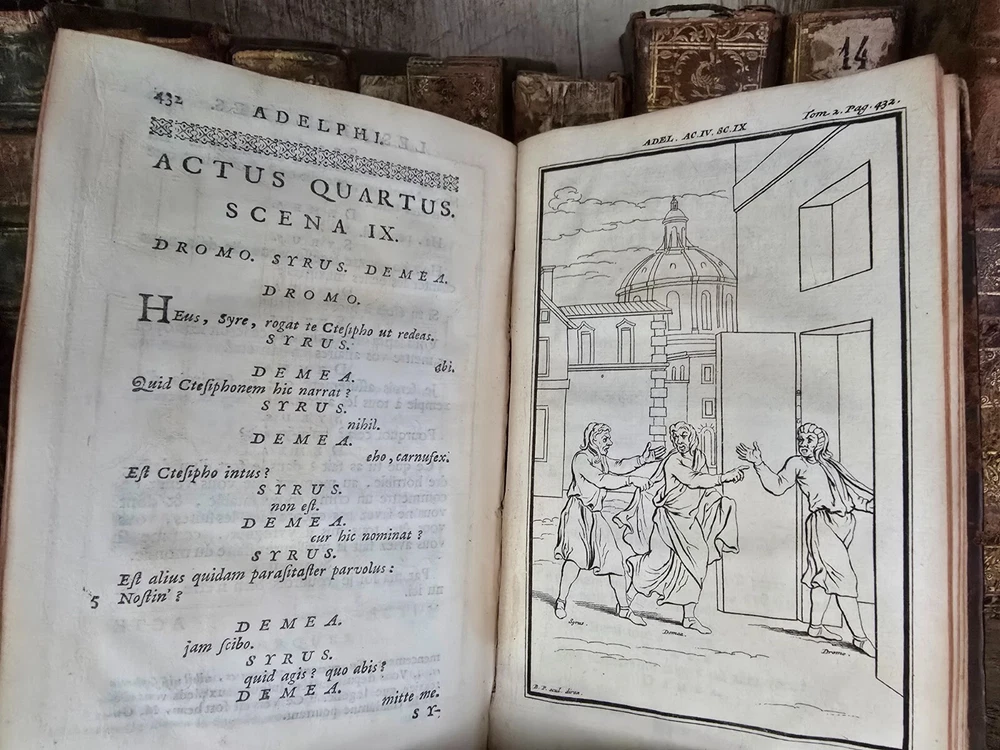 432 ADELPHI.
ACTUS QUARTUS.
SCENA IX.
DROMO. SYRUS. DEMEA.
DROMO.
HEus, Syre, rogat te Cteſipho ut redeas.
SYRUS.
abi.
DEMEA.
Quid Cteſiphonem hic narrat?
SYRUS.
nihil.
DEMEA.
eho, carnufex.
Eſt Cteſipho intus?
SYRUS.
non eſt.
DEMEA.
cur hic nominat?
SYRUS.
Eſt alius quidam paraſitaſter parvolus:
5 Noſtin'?
DEMEA.
jam ſcibo.
SYRUS.
quid agis? quo abis?
DEMEA.
mitte me.
SY-
ADEL. AC. IV. SC. IX
Tom 2. Pag. 432.
Syrus.
Demea.
Dromo.
B. P. ſcul. direx.
14